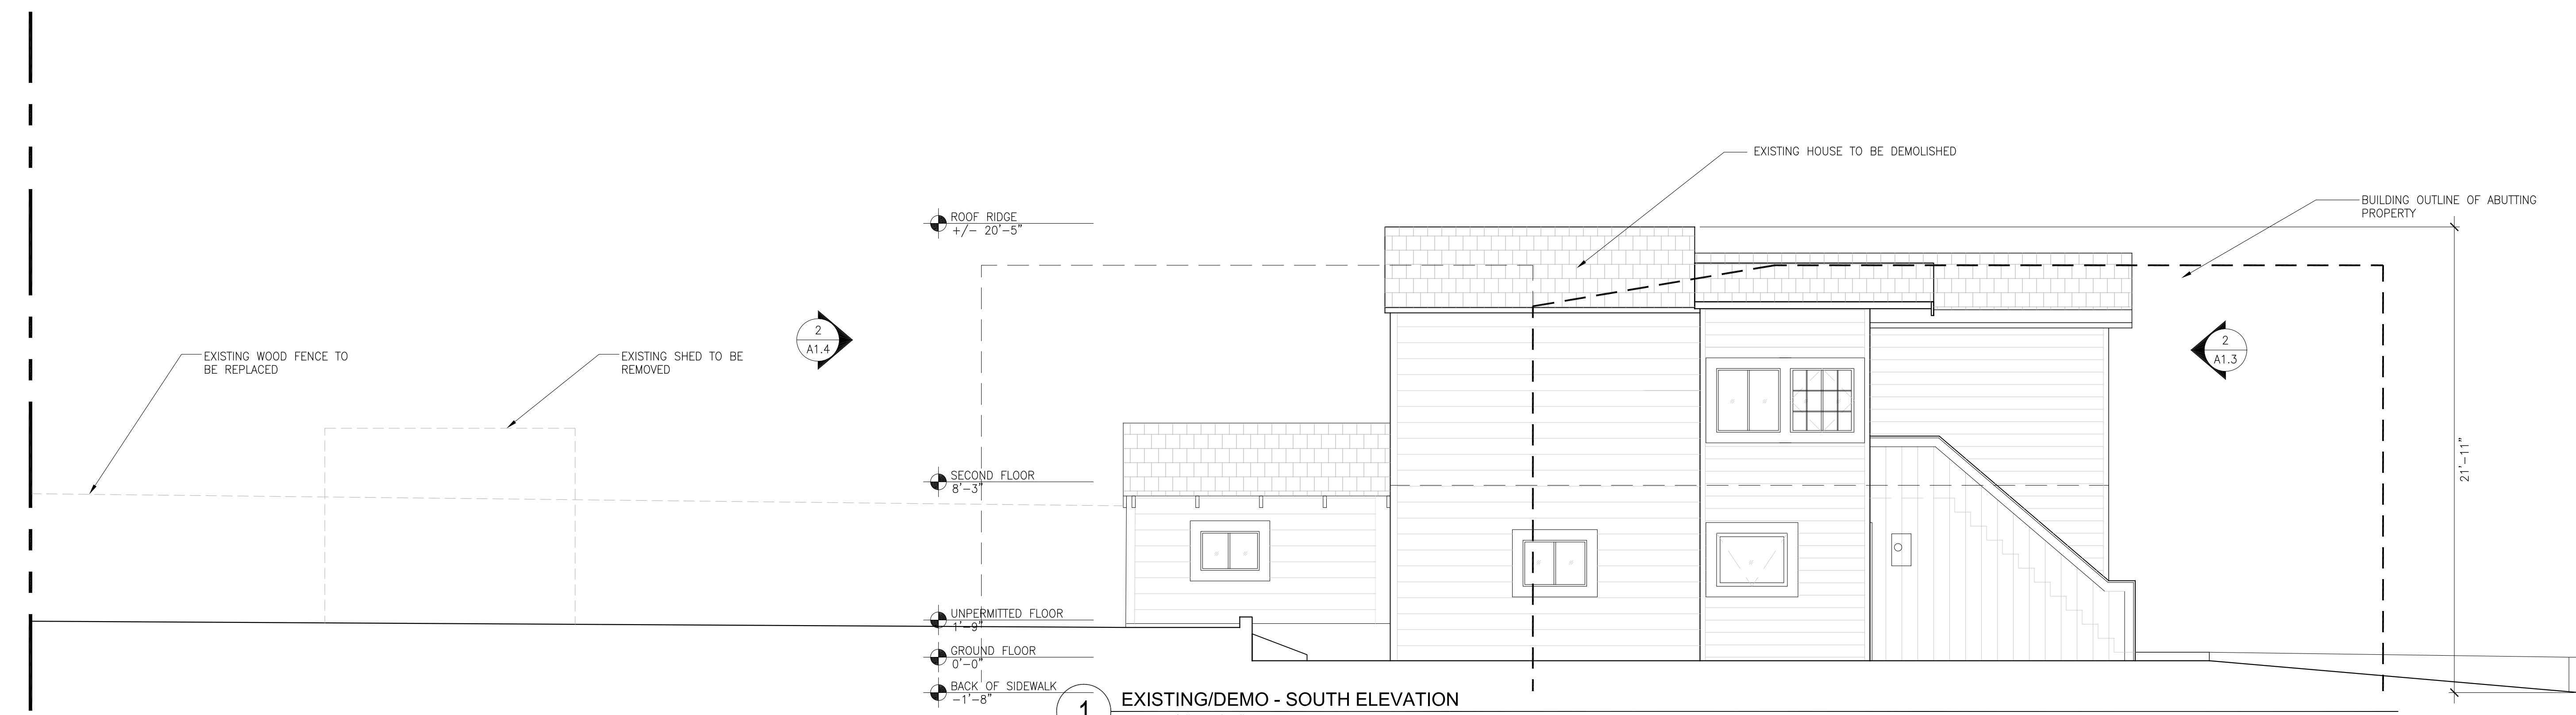 EXISTING HOUSE TO BE DEMOLISHED
BUILDING OUTLINE OF ABUTTING
PROPERTY
ROOF RIDGE
+/- 20'-5"
2
A1.4
2
A1.3
EXISTING WOOD FENCE TO
BE REPLACED
EXISTING SHED TO BE
REMOVED
SECOND FLOOR
8'-3"
21'-11"
UNPERMITTED FLOOR
1'-9"
GROUND FLOOR
0'-0"
BACK OF SIDEWALK
-1'-8"
1
EXISTING/DEMO - SOUTH ELEVATION